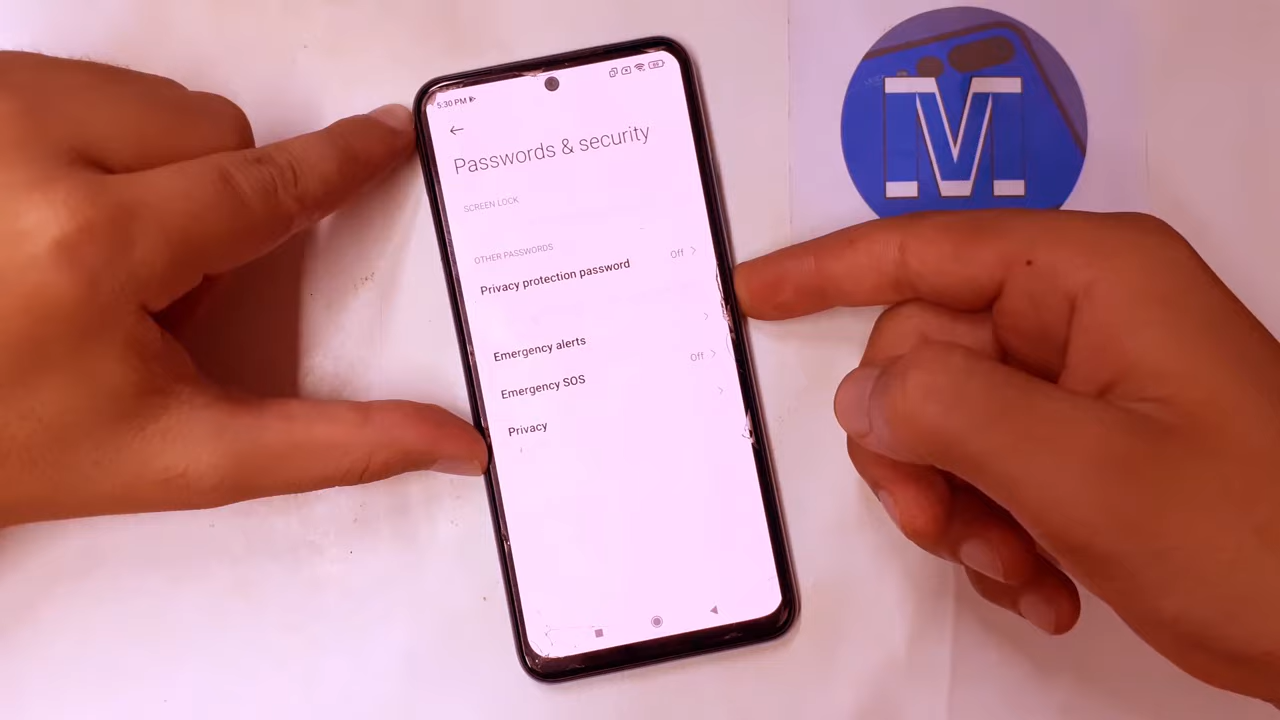 M
5:30 PM
Passwords & security
SCREEN LOCK
OTHER PASSWORDS
Privacy protection password
Off
Emergency alerts
Emergency SOS
Off
Privacy